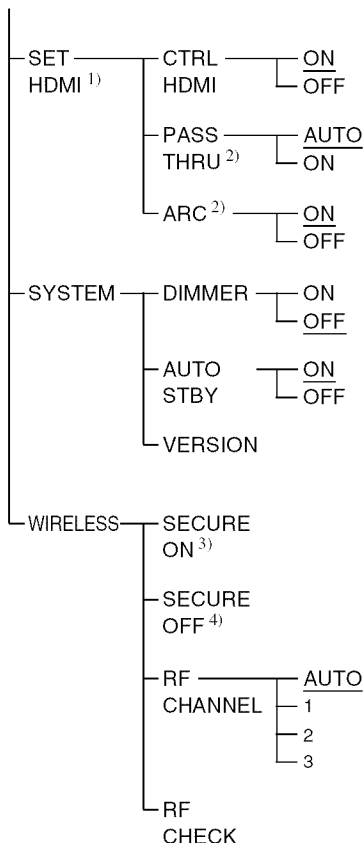 SET HDMI 1)
CTRL HDMI
ON
OFF
PASS THRU 2)
AUTO
ON
ARC 2)
ON
OFF
SYSTEM
DIMMER
ON
OFF
AUTO STBY
ON
OFF
VERSION
WIRELESS
SECURE ON 3)
SECURE OFF 4)
RF CHANNEL
AUTO
1
2
3
RF CHECK